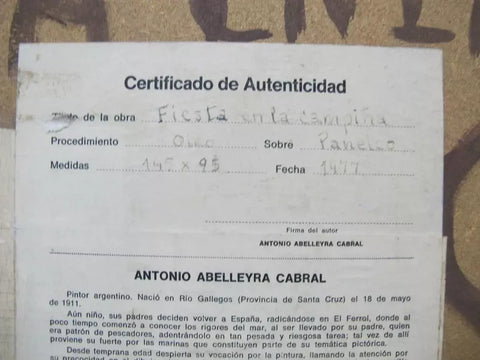 Certificado de Autenticidad
de la obra Fiesta en la campiña
Procedimiento Oleo Sobre
Medidas 145 x 95 Fecha 1977
Firma del autor
ANTONIO ABELLEYRA CABRAL
ANTONIO ABELLEYRA CABRAL
Pintor argentino. Nació en Río Gallegos (Provincia de Santa Cruz) el 18 de mayo
de 1911.
Aún niño, sus padres deciden volver a España, radicándose en El Ferrol, donde al
poco tiempo comenzó a conocer los rigores del mar, al ser llevado por su padre, quien
era patrón de pescadores, adentrándolo en tan pesada y riesgosa tarea; tal vez de allí
proviene su fuerte por las marinas que constituyen parte de su temática pictórica.
Desde temprana edad despierta su vocación por la pintura, llamando la atención por